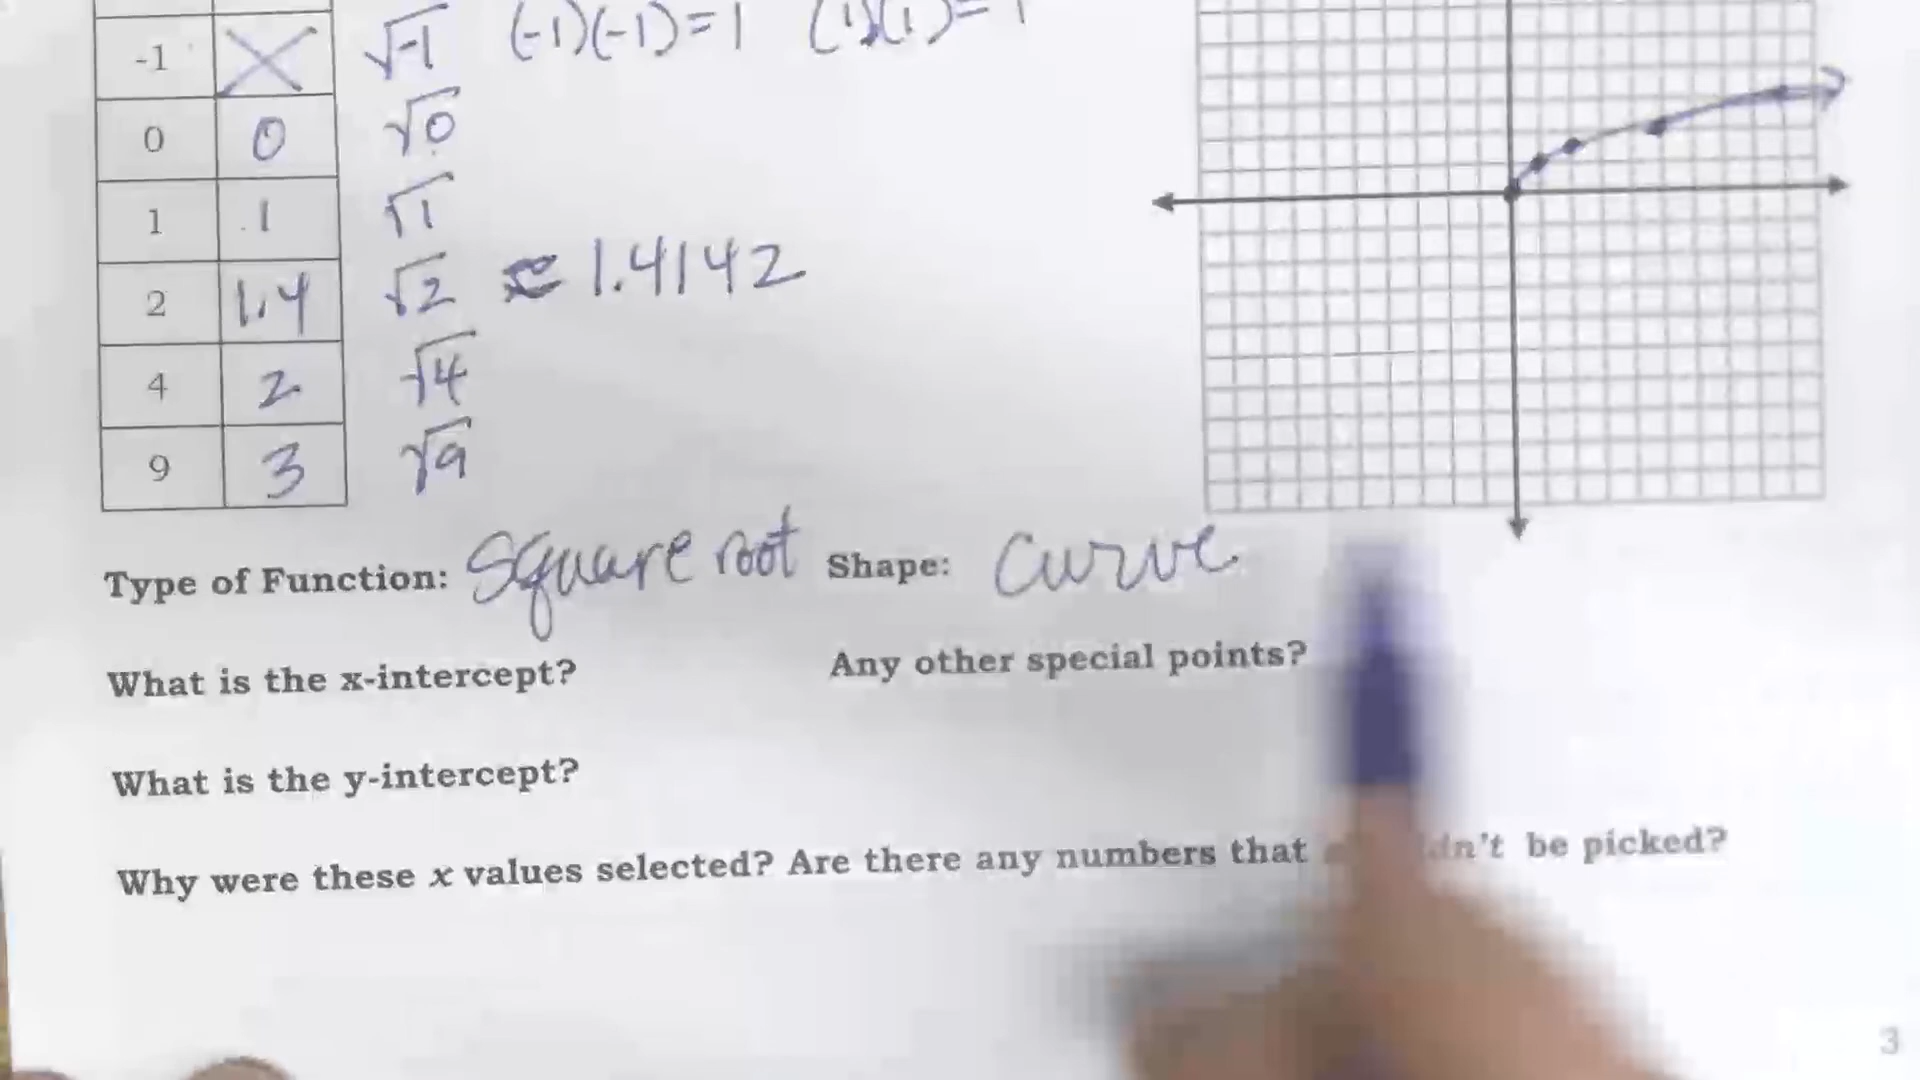 -1 √-1 (-1)(-1)=1 (1)(1)=1
0 0 √0
1 1 √1
2 1.4 √2 ≈ 1.4142
4 2 √4
9 3 √9
Type of Function: square root Shape: curve
What is the x-intercept? Any other special points?
What is the y-intercept?
Why were these x values selected? Are there any numbers that be picked?
3